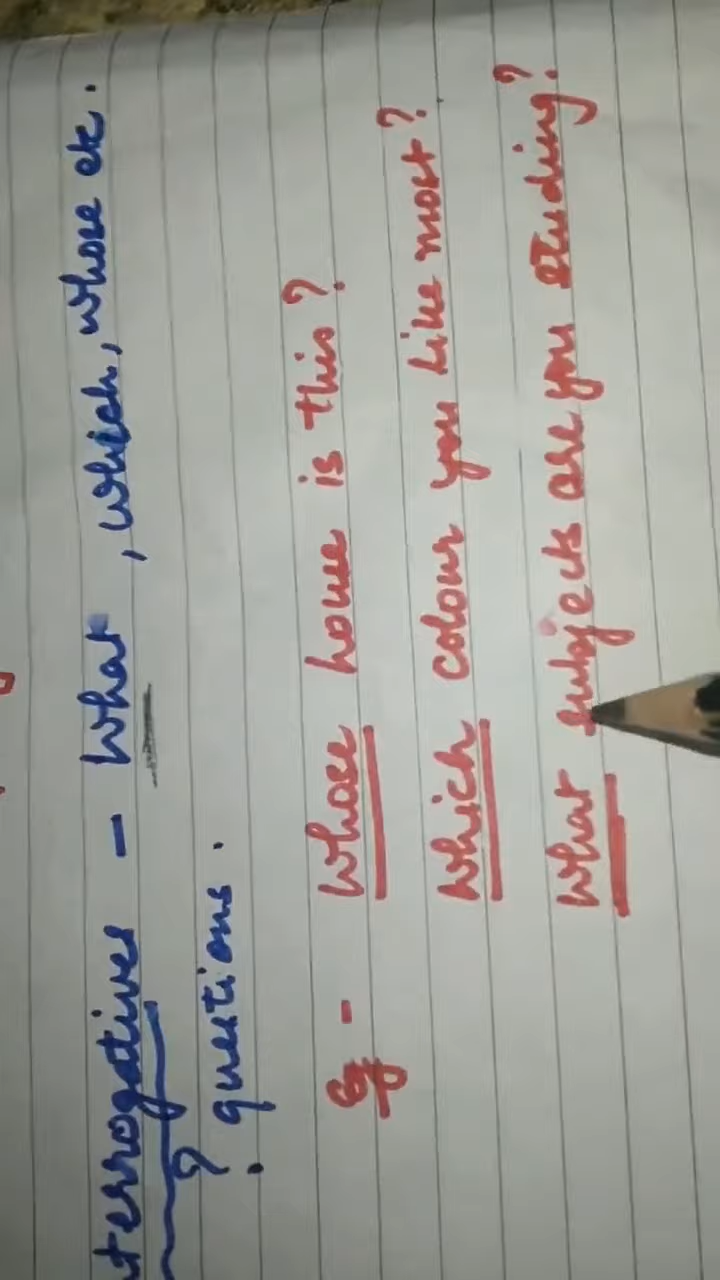 terrogatives - What, which, whose etc.
? questions.
Eg - Whose house is this?
Which colour you like most?
What subjects are you studing?